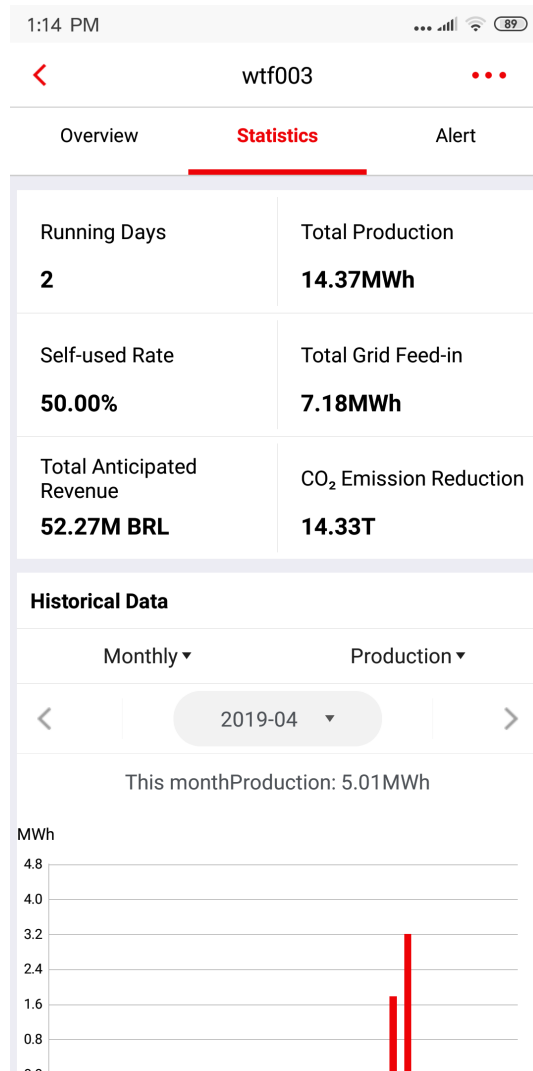 1:14 PM 89
wtf003
Overview Statistics Alert
Running Days Total Production
2 14.37MWh
Self-used Rate Total Grid Feed-in
50.00% 7.18MWh
Total Anticipated
Revenue
CO₂ Emission Reduction
52.27M BRL 14.33T
Historical Data
Monthly Production
2019-04
This monthProduction: 5.01MWh
MWh
4.8
4.0
3.2
2.4
1.6
0.8